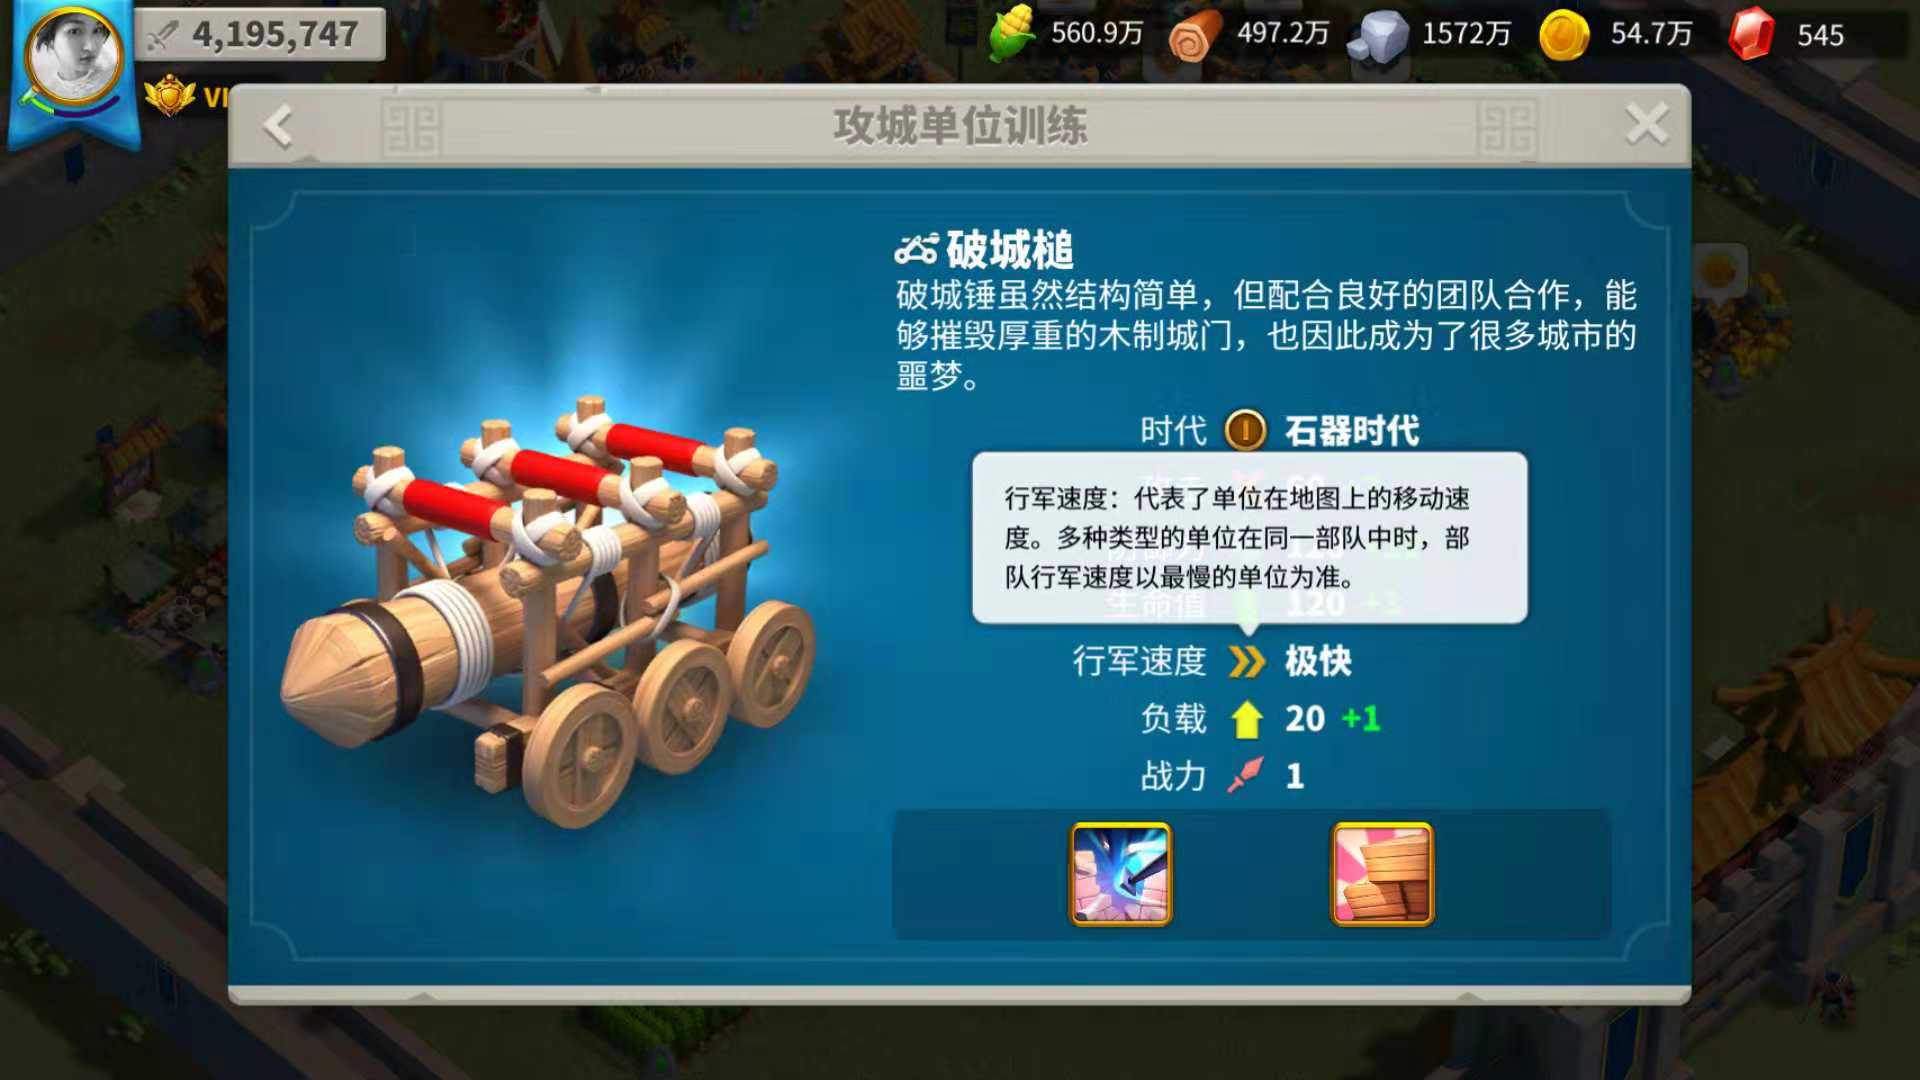 4,195,747
560.9万
497.2万
1572万
54.7万
545
VI
攻城单位训练
破城槌
破城锤虽然结构简单，但配合良好的团队合作，能
够摧毁厚重的木制城门，也因此成为了很多城市的
噩梦。
时代 石器时代
行军速度：代表了单位在地图上的移动速
度。多种类型的单位在同一部队中时，部
队行军速度以最慢的单位为准。
生命值 120 +3
行军速度 极快
负载 20 +1
战力 1